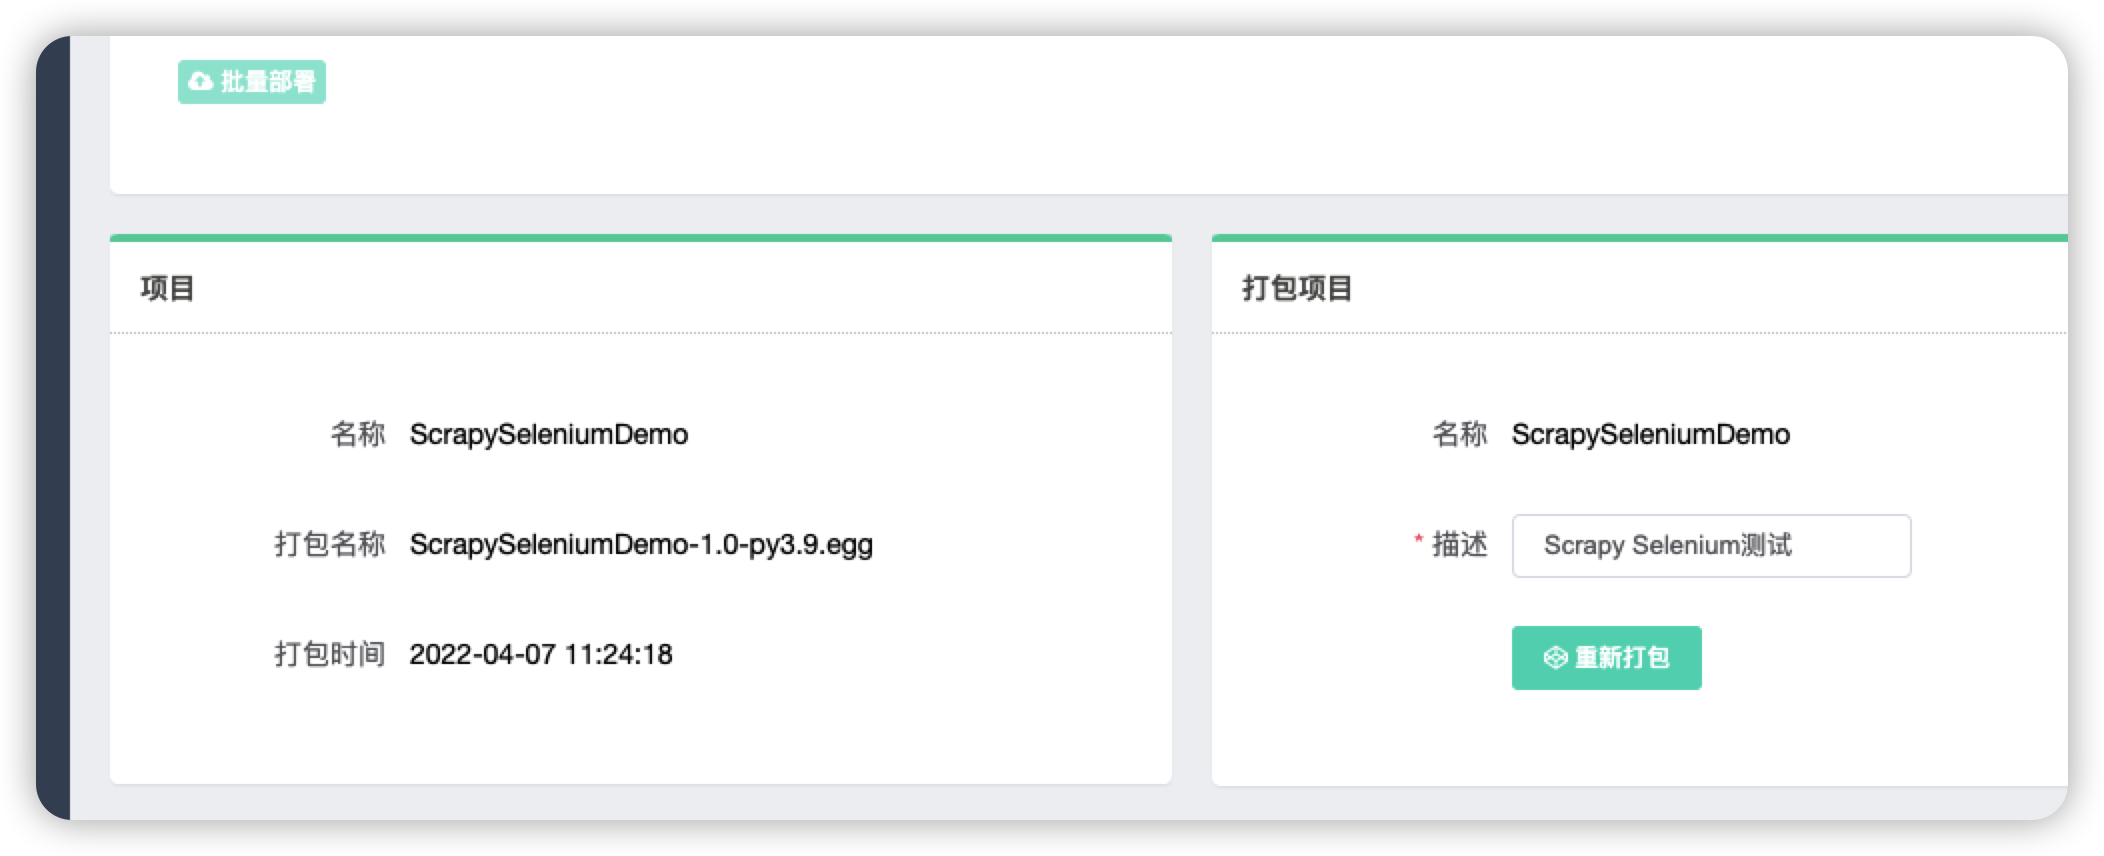 批量部署
项目
名称 ScrapySeleniumDemo
打包名称 ScrapySeleniumDemo-1.0-py3.9.egg
打包时间 2022-04-07 11:24:18
打包项目
名称 ScrapySeleniumDemo
* 描述 Scrapy Selenium测试
重新打包